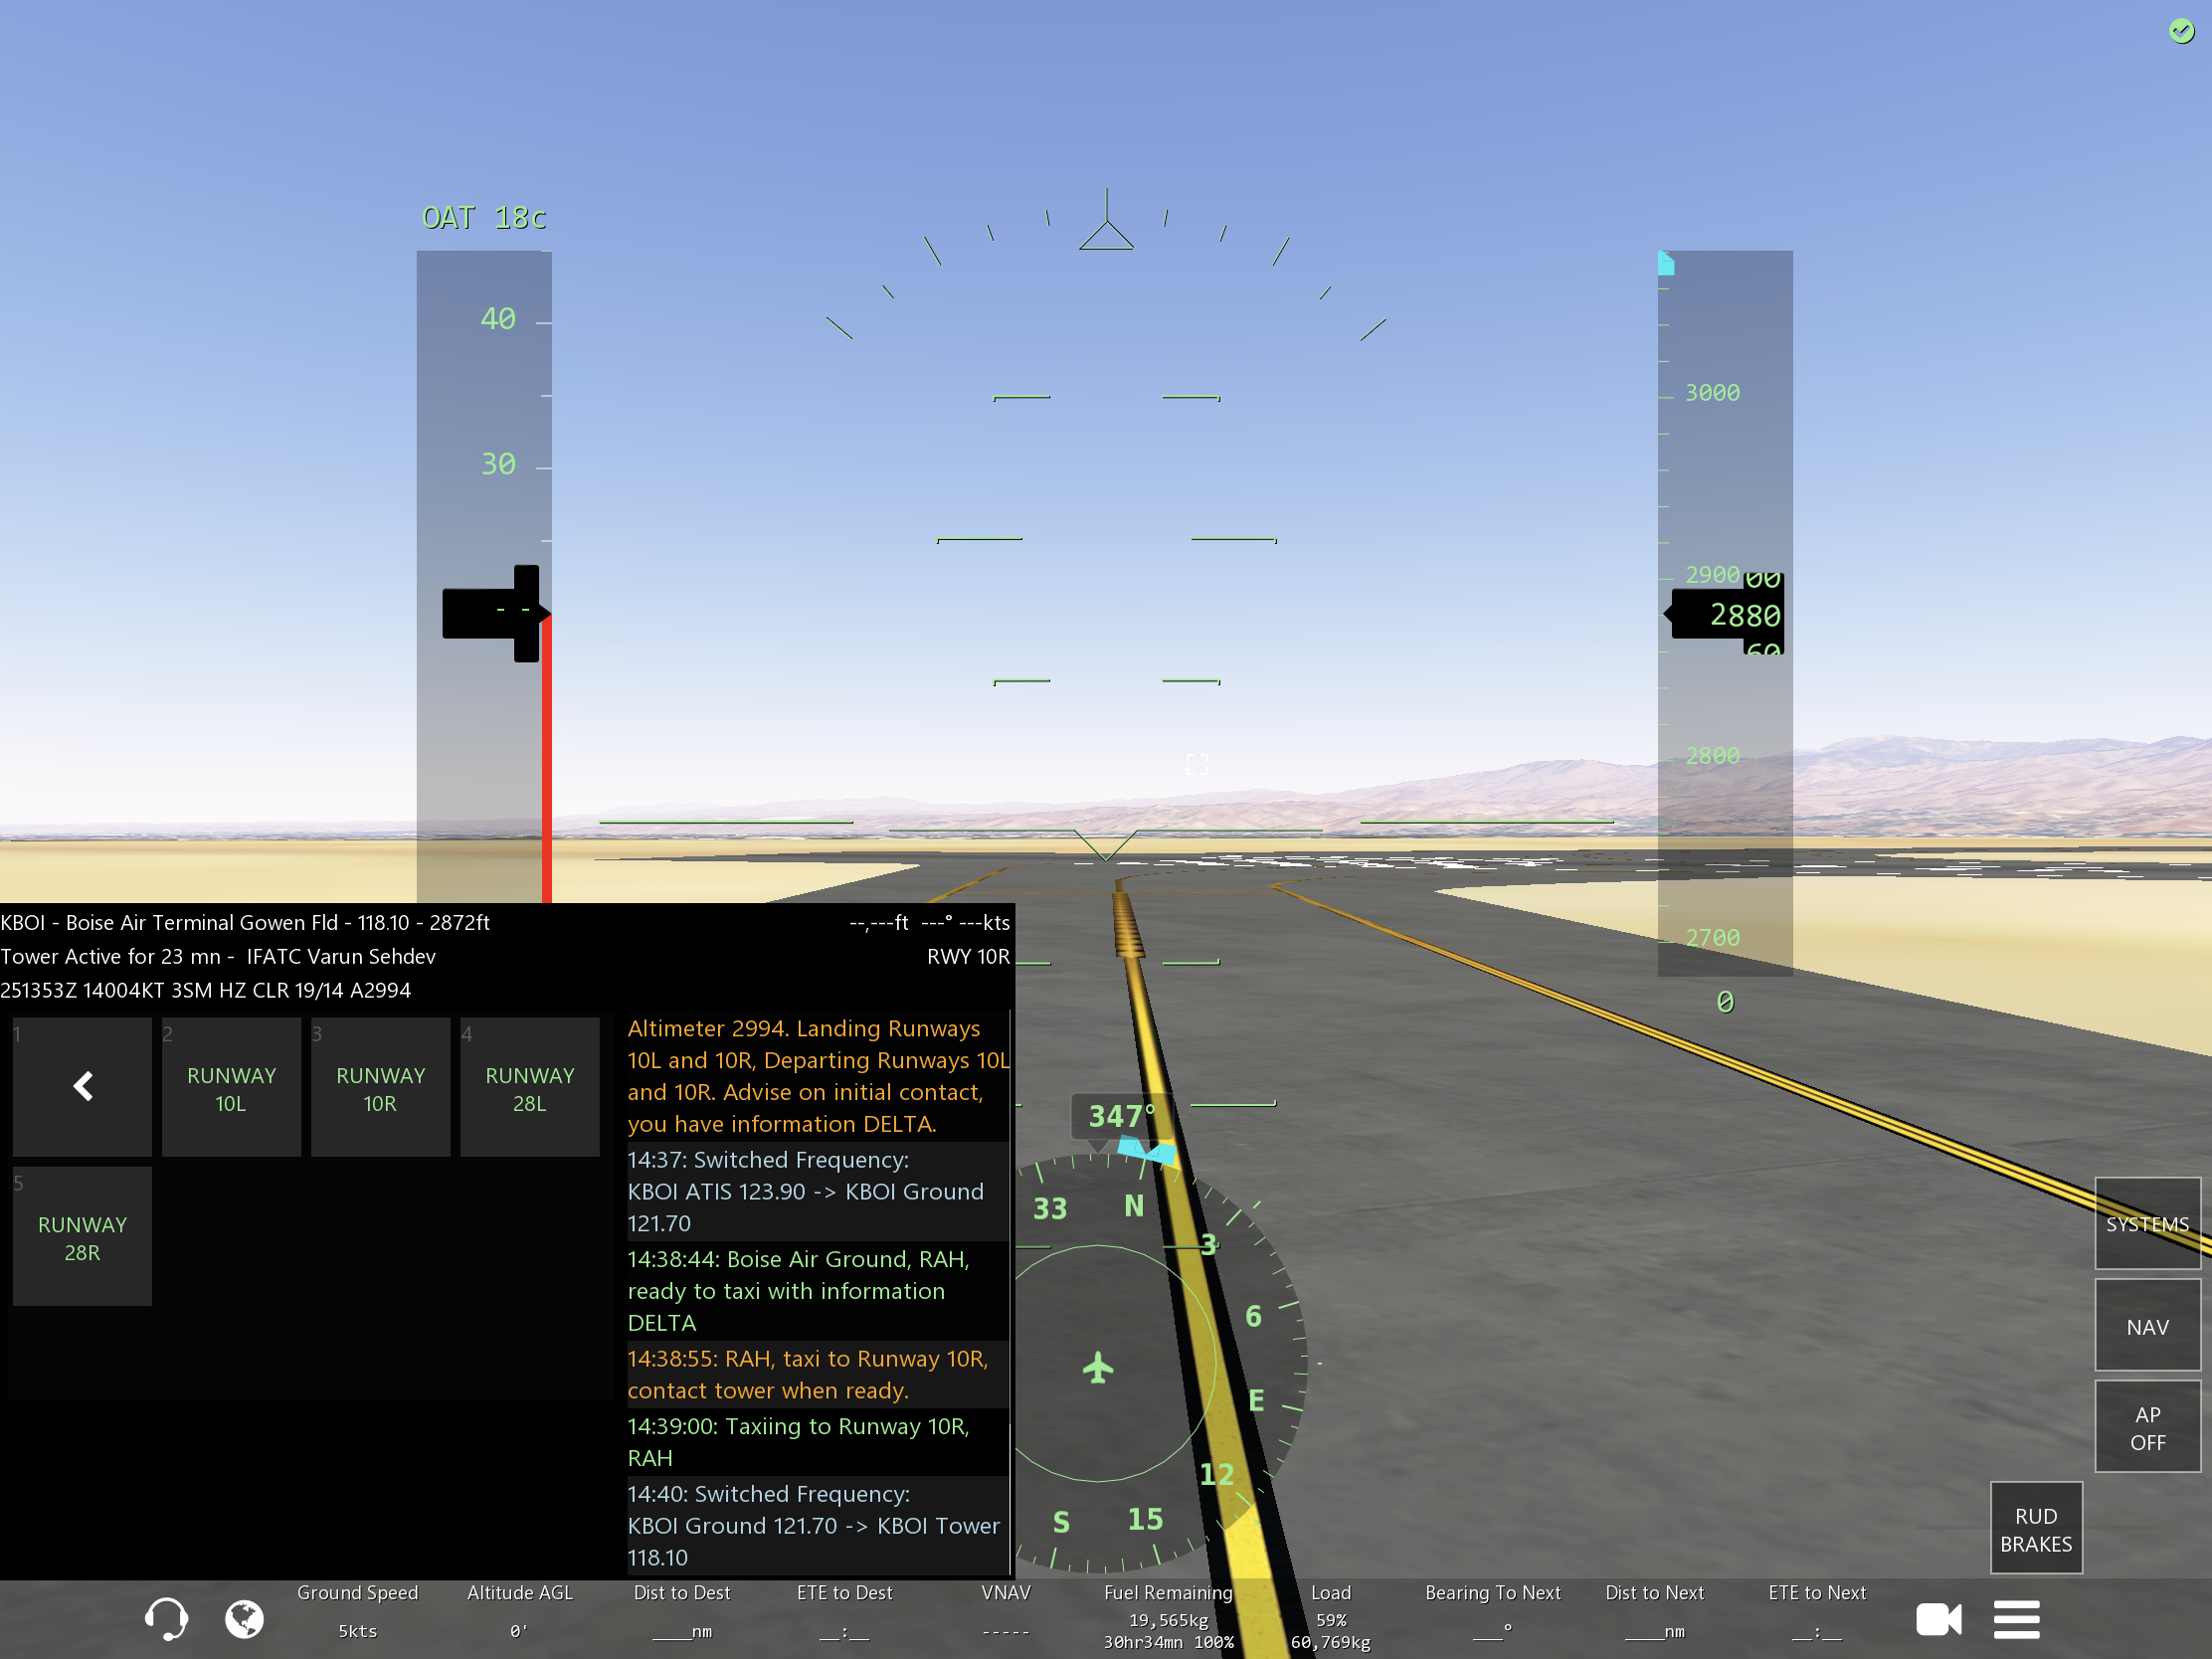 OAT 18c
40
30
- -
3000
2900
00
2880
60
2800
2700
0
KBOI - Boise Air Terminal Gowen Fld - 118.10 - 2872ft
--,---ft ---° ---kts
Tower Active for 23 mn - IFATC Varun Sehdev
RWY 10R
251353Z 14004KT 3SM HZ CLR 19/14 A2994
1
2
RUNWAY
10L
3
RUNWAY
10R
4
RUNWAY
28L
5
RUNWAY
28R
Altimeter 2994. Landing Runways
10L and 10R, Departing Runways 10L
and 10R. Advise on initial contact,
you have information DELTA.
14:37: Switched Frequency:
KBOI ATIS 123.90 -> KBOI Ground
121.70
14:38:44: Boise Air Ground, RAH,
ready to taxi with information
DELTA
14:38:55: RAH, taxi to Runway 10R,
contact tower when ready.
14:39:00: Taxiing to Runway 10R,
RAH
14:40: Switched Frequency:
KBOI Ground 121.70 -> KBOI Tower
118.10
347°
33
N
3
6
E
12
15
S
SYSTEMS
NAV
AP
OFF
RUD
BRAKES
Ground Speed
5kts
Altitude AGL
0'
Dist to Dest
___nm
ETE to Dest
__:__
VNAV
-----
Fuel Remaining
19,565kg
30hr34mn 100%
Load
59%
60,769kg
Bearing To Next
___°
Dist to Next
____nm
ETE to Next
__:__